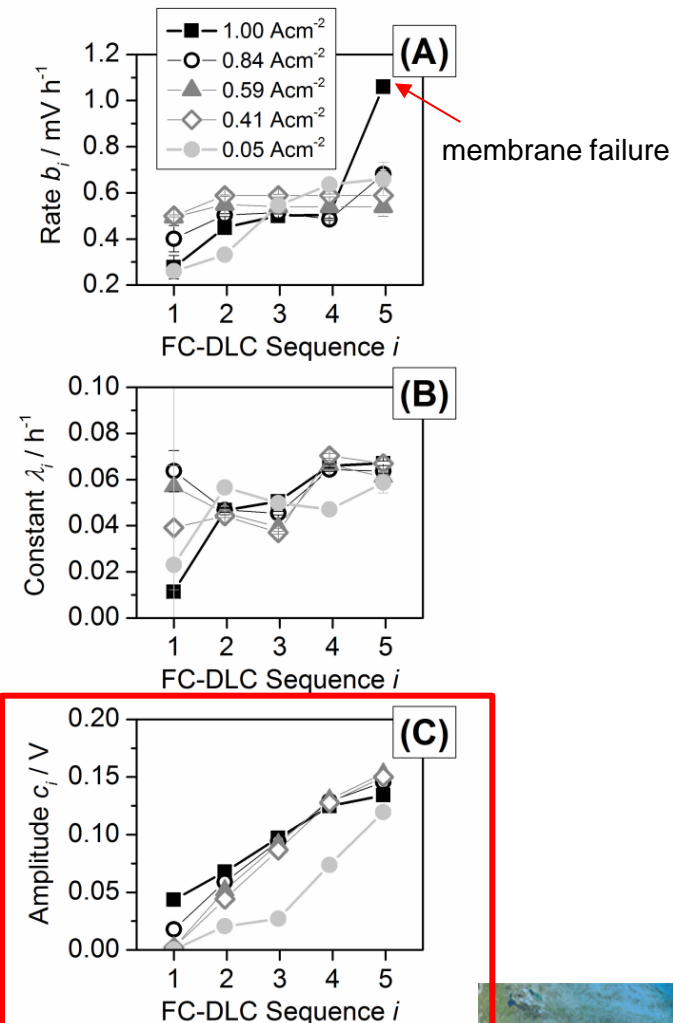 1.00 Acm⁻²
0.84 Acm⁻²
0.59 Acm⁻²
0.41 Acm⁻²
0.05 Acm⁻²
(A)
membrane failure
Rate bᵢ / mV h⁻¹
1.2
1.0
0.8
0.6
0.4
0.2
1 2 3 4 5
FC-DLC Sequence i
(B)
Constant λᵢ / h⁻¹
0.10
0.08
0.06
0.04
0.02
0.00
1 2 3 4 5
FC-DLC Sequence i
(C)
Amplitude cᵢ / V
0.20
0.15
0.10
0.05
0.00
1 2 3 4 5
FC-DLC Sequence i